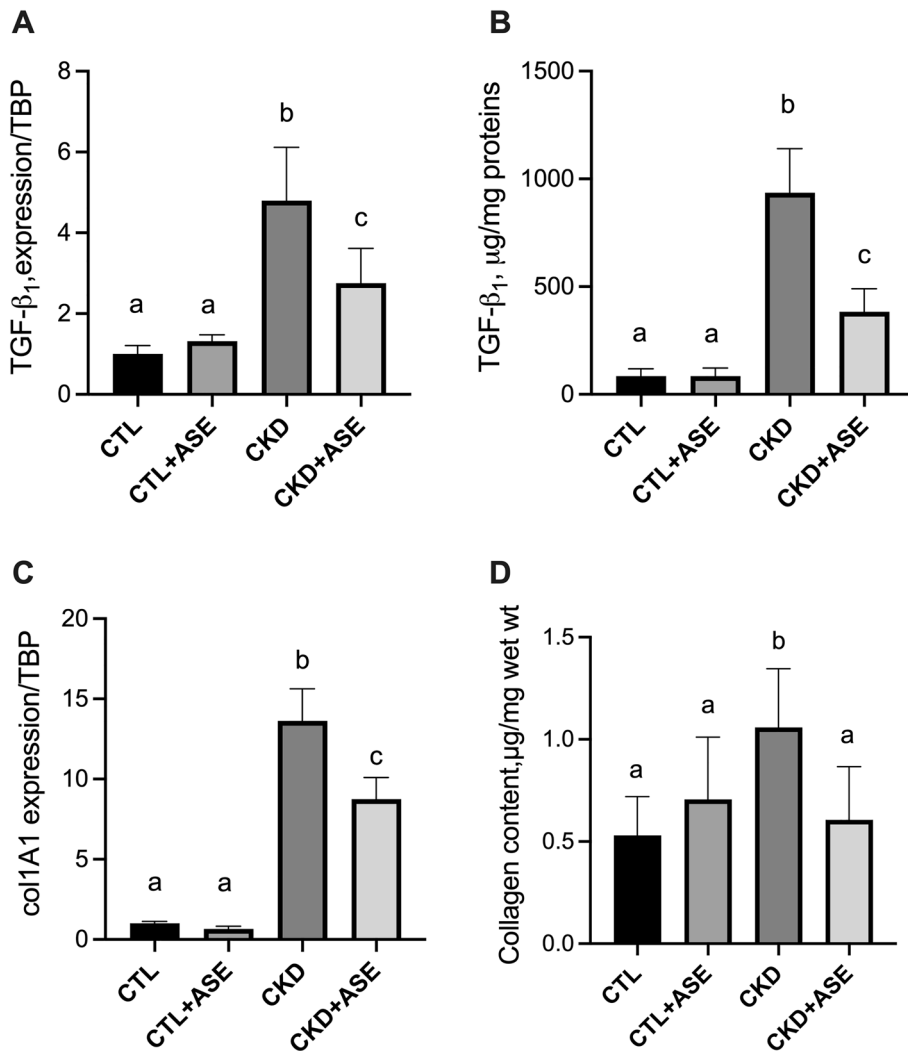 A
TGF-β1,expression/TBP
8
6
4
2
0
a
a
b
c
CTL
CTL+ASE
CKD
CKD+ASE
B
TGF-β1, μg/mg proteins
1500
1000
500
0
a
a
b
c
CTL
CTL+ASE
CKD
CKD+ASE
C
col1A1 expression/TBP
20
15
10
5
0
a
a
b
c
CTL
CTL+ASE
CKD
CKD+ASE
D
Collagen content,μg/mg wet wt
1.5
1.0
0.5
0.0
a
a
b
a
CTL
CTL+ASE
CKD
CKD+ASE